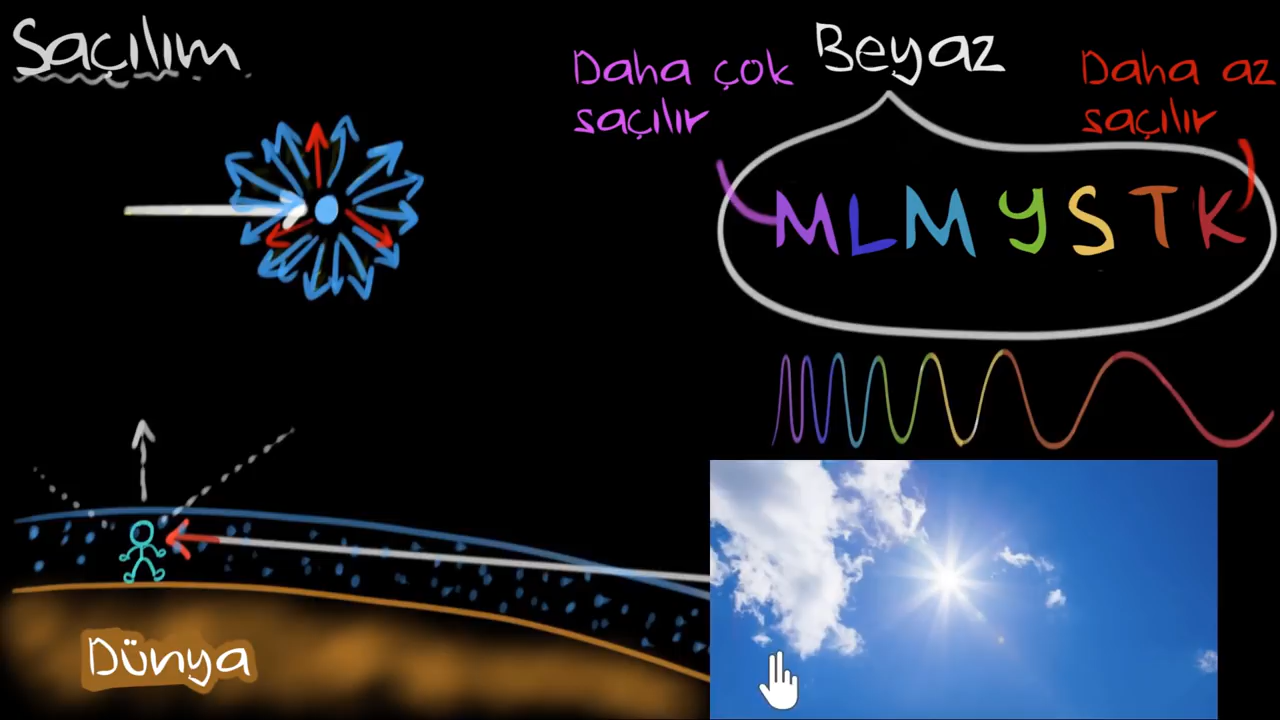 Saçılım
Daha çok
saçılır
Beyaz
Daha az
saçılır
MLMYSTK
Dünya